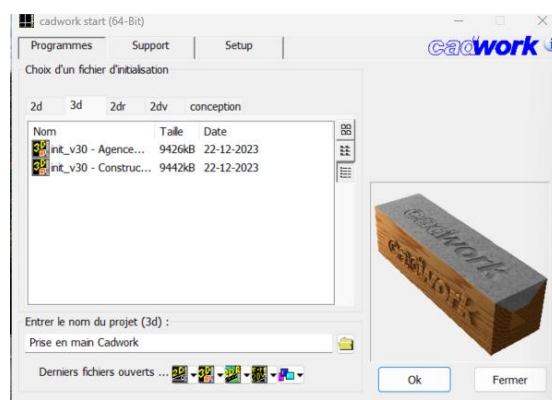 cadwork start (64-Bit)
Programmes Support Setup
cadwork
Choix d'un fichier d'initialisation
2d 3d 2dr 2dv conception
Nom Taille Date
init_v30 - Agence... 9426kB 22-12-2023
init_v30 - Construc... 9442kB 22-12-2023
cadwork
cadwork
Entrer le nom du projet (3d) :
Prise en main Cadwork
Derniers fichiers ouverts ...
Ok Fermer